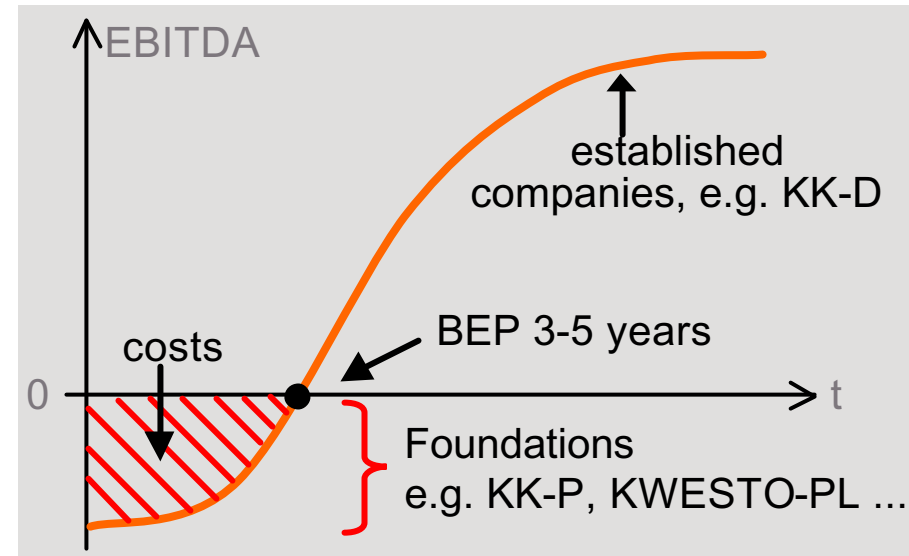 EBITDA
established
companies, e.g. KK-D
BEP 3-5 years
costs
0
t
Foundations
e.g. KK-P, KWESTO-PL ...